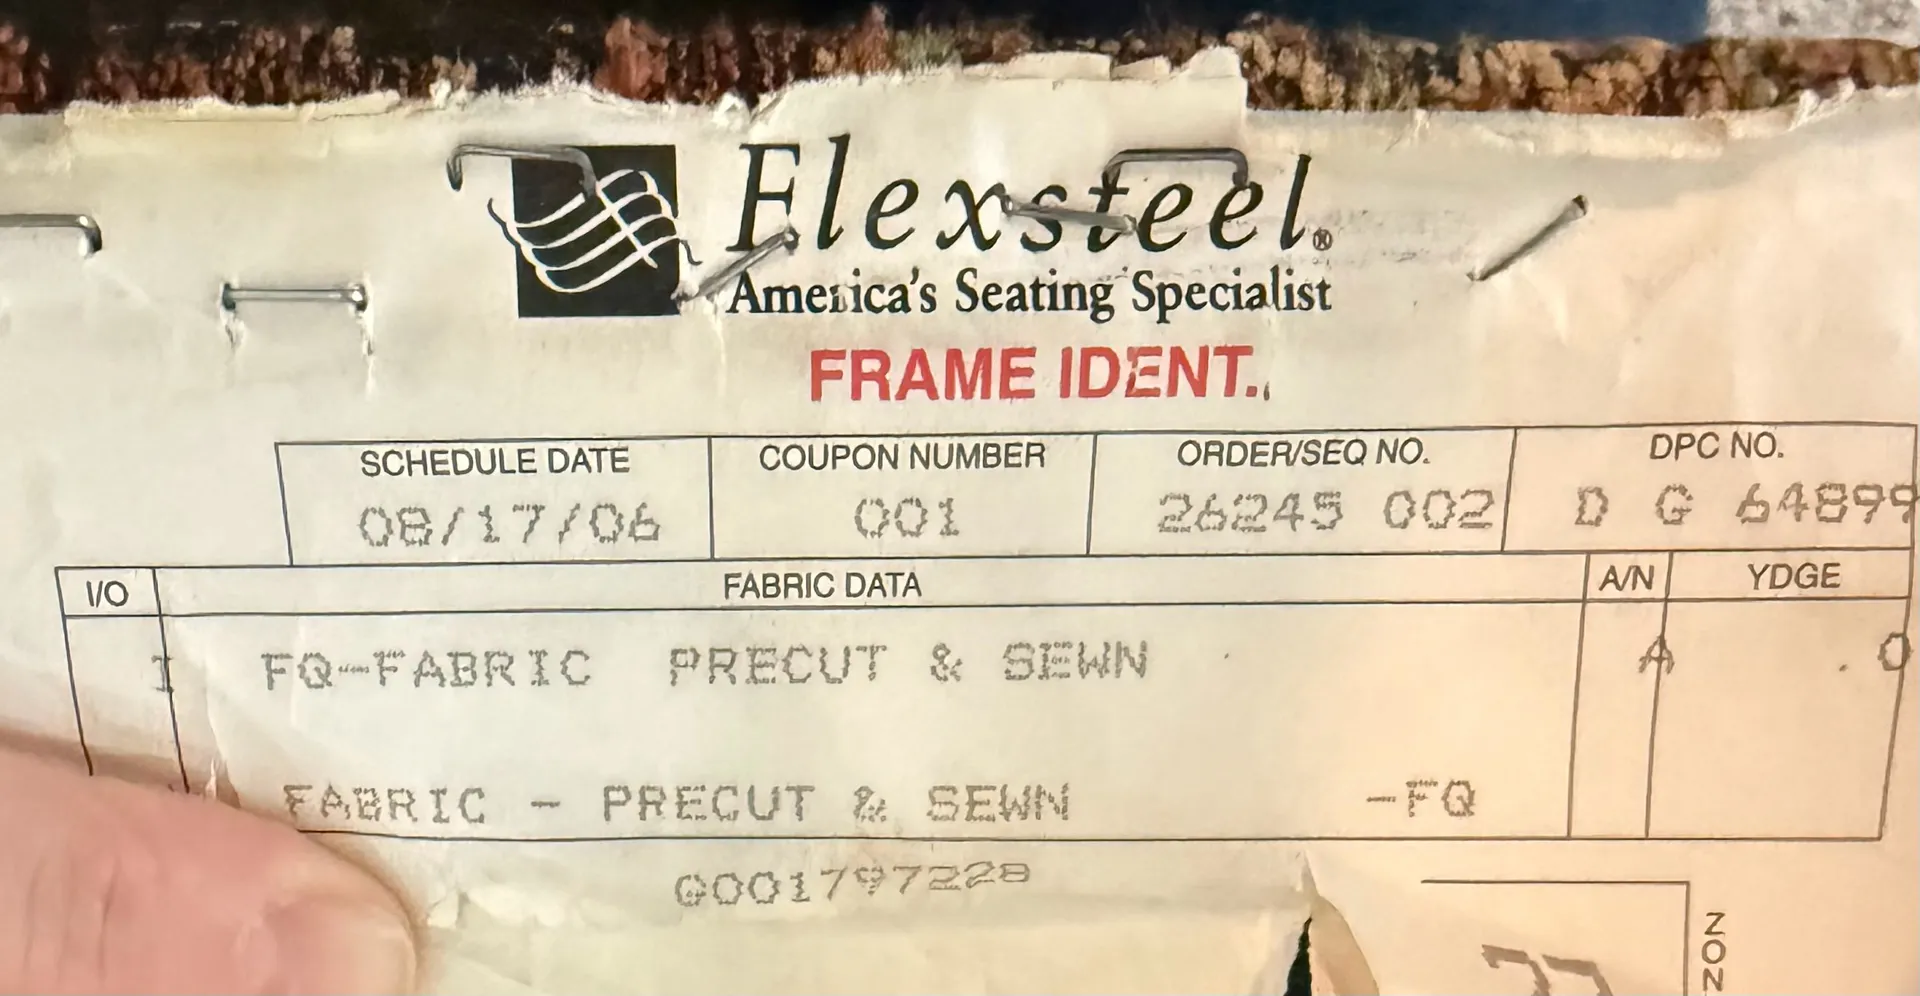 Flexsteel®
America's Seating Specialist
FRAME IDENT.
SCHEDULE DATE COUPON NUMBER ORDER/SEQ NO. DPC NO.
08/17/06 001 26245 002 D G 64899
I/O FABRIC DATA A/N YDGE
I FQ-FABRIC PRECUT & SEWN A .0
FABRIC - PRECUT & SEWN -FQ
0001797228